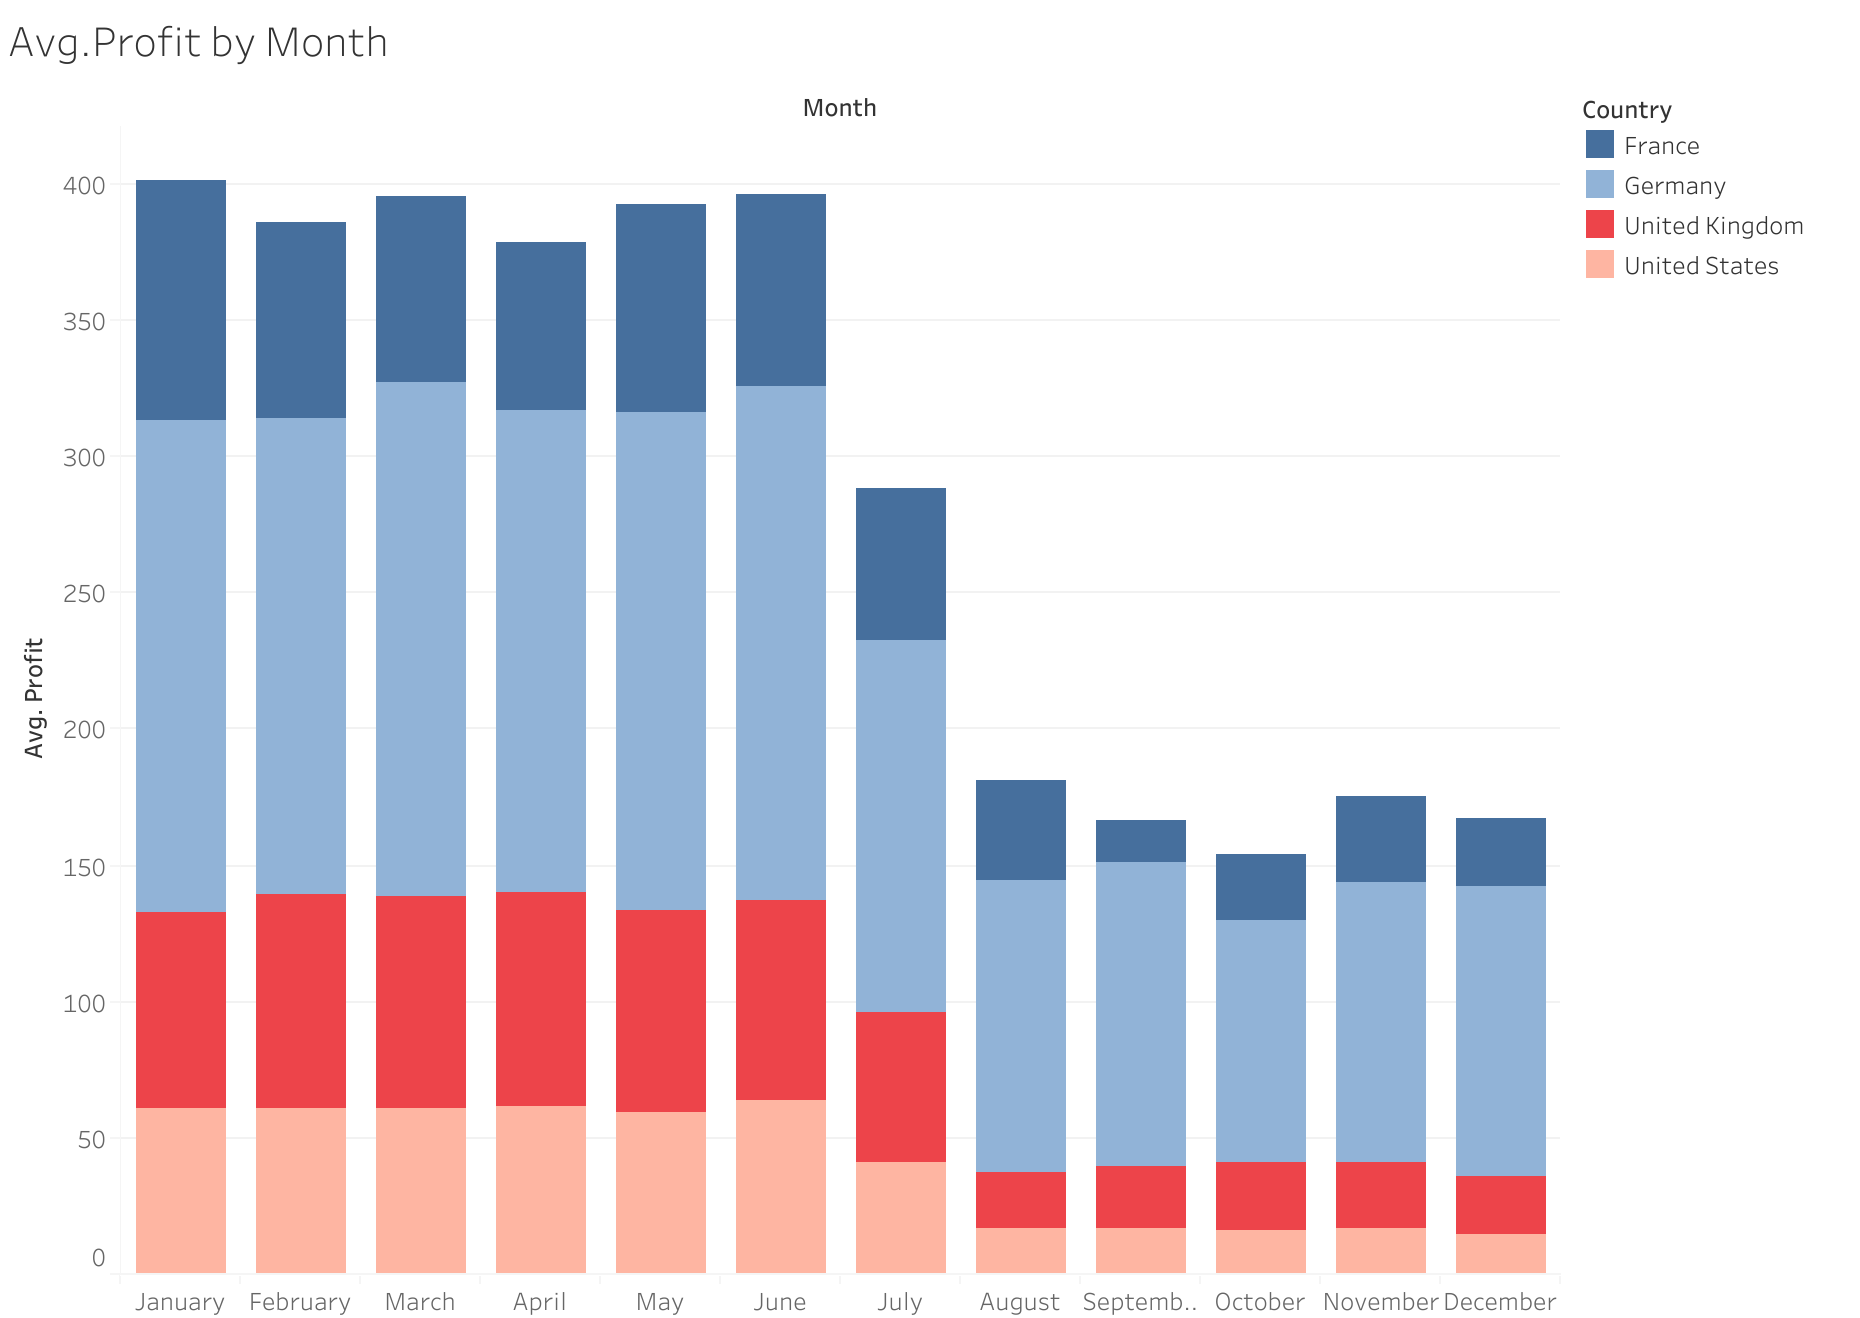 Avg.Profit by Month
Month
Country
France
Germany
United Kingdom
United States
Avg. Profit
400
350
300
250
200
150
100
50
0
January February March April May June July August Septemb.. October November December